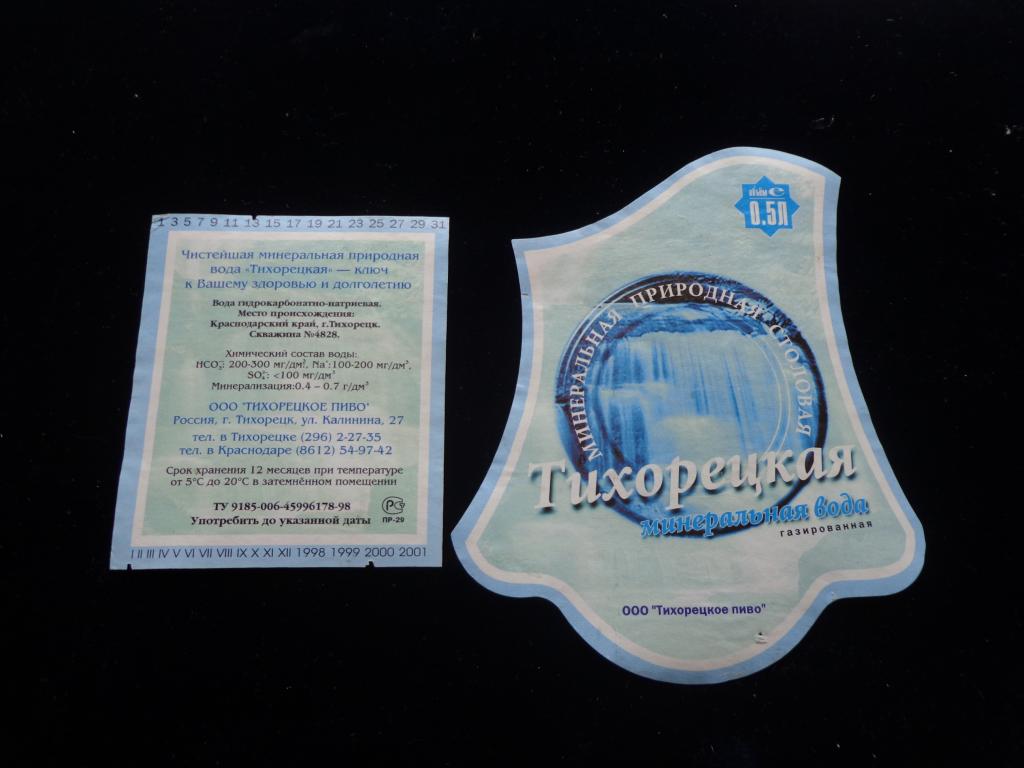 1 3 5 7 9 11 13 15 17 19 21 23 25 27 29 31
Чистейшая минеральная природная
вода «Тихорецкая» — ключ
к Вашему здоровью и долголетию
Вода гидрокарбонатно-натриевая.
Место происхождения:
Краснодарский край, г.Тихорецк.
Скважина №4828.
Химический состав воды:
HCO₃⁻: 200-300 мг/дм³, Na⁺:100-200 мг/дм³,
SO₄⁻: <100 мг/дм³
Минерализация:0.4 – 0.7 г/дм³
ООО "ТИХОРЕЦКОЕ ПИВО"
Россия, г. Тихорецк, ул. Калинина, 27
тел. в Тихорецке (296) 2-27-35
тел. в Краснодаре (8612) 54-97-42
Срок хранения 12 месяцев при температуре
от 5°С до 20°С в затемнённом помещении
ТУ 9185-006-45996178-98
Употребить до указанной даты
ПР-29
I II III IV V VI VII VIII IX X XI XII 1998 1999 2000 2001
объём е
0.5Л
МИНЕРАЛЬНАЯ ПРИРОДНАЯ СТОЛОВАЯ
Тихорецкая
минеральная вода
газированная
ООО "Тихорецкое пиво"